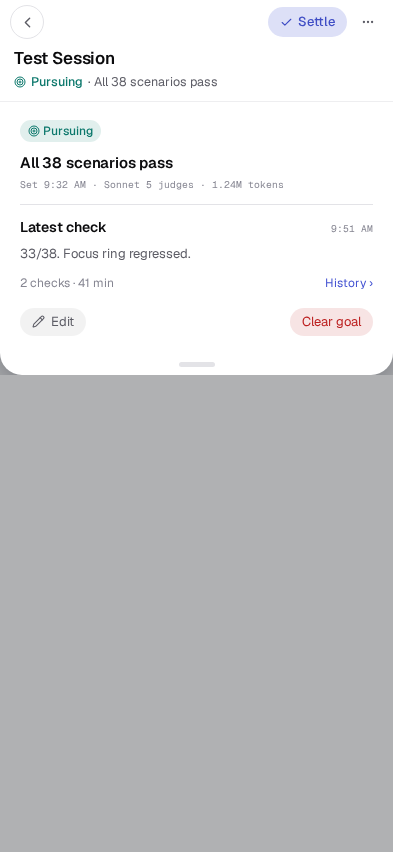 Settle
Test Session
Pursuing · All 38 scenarios pass
Pursuing
All 38 scenarios pass
Set 9:32 AM · Sonnet 5 judges · 1.24M tokens
Latest check 9:51 AM
33/38. Focus ring regressed.
2 checks · 41 min History ›
Edit Clear goal